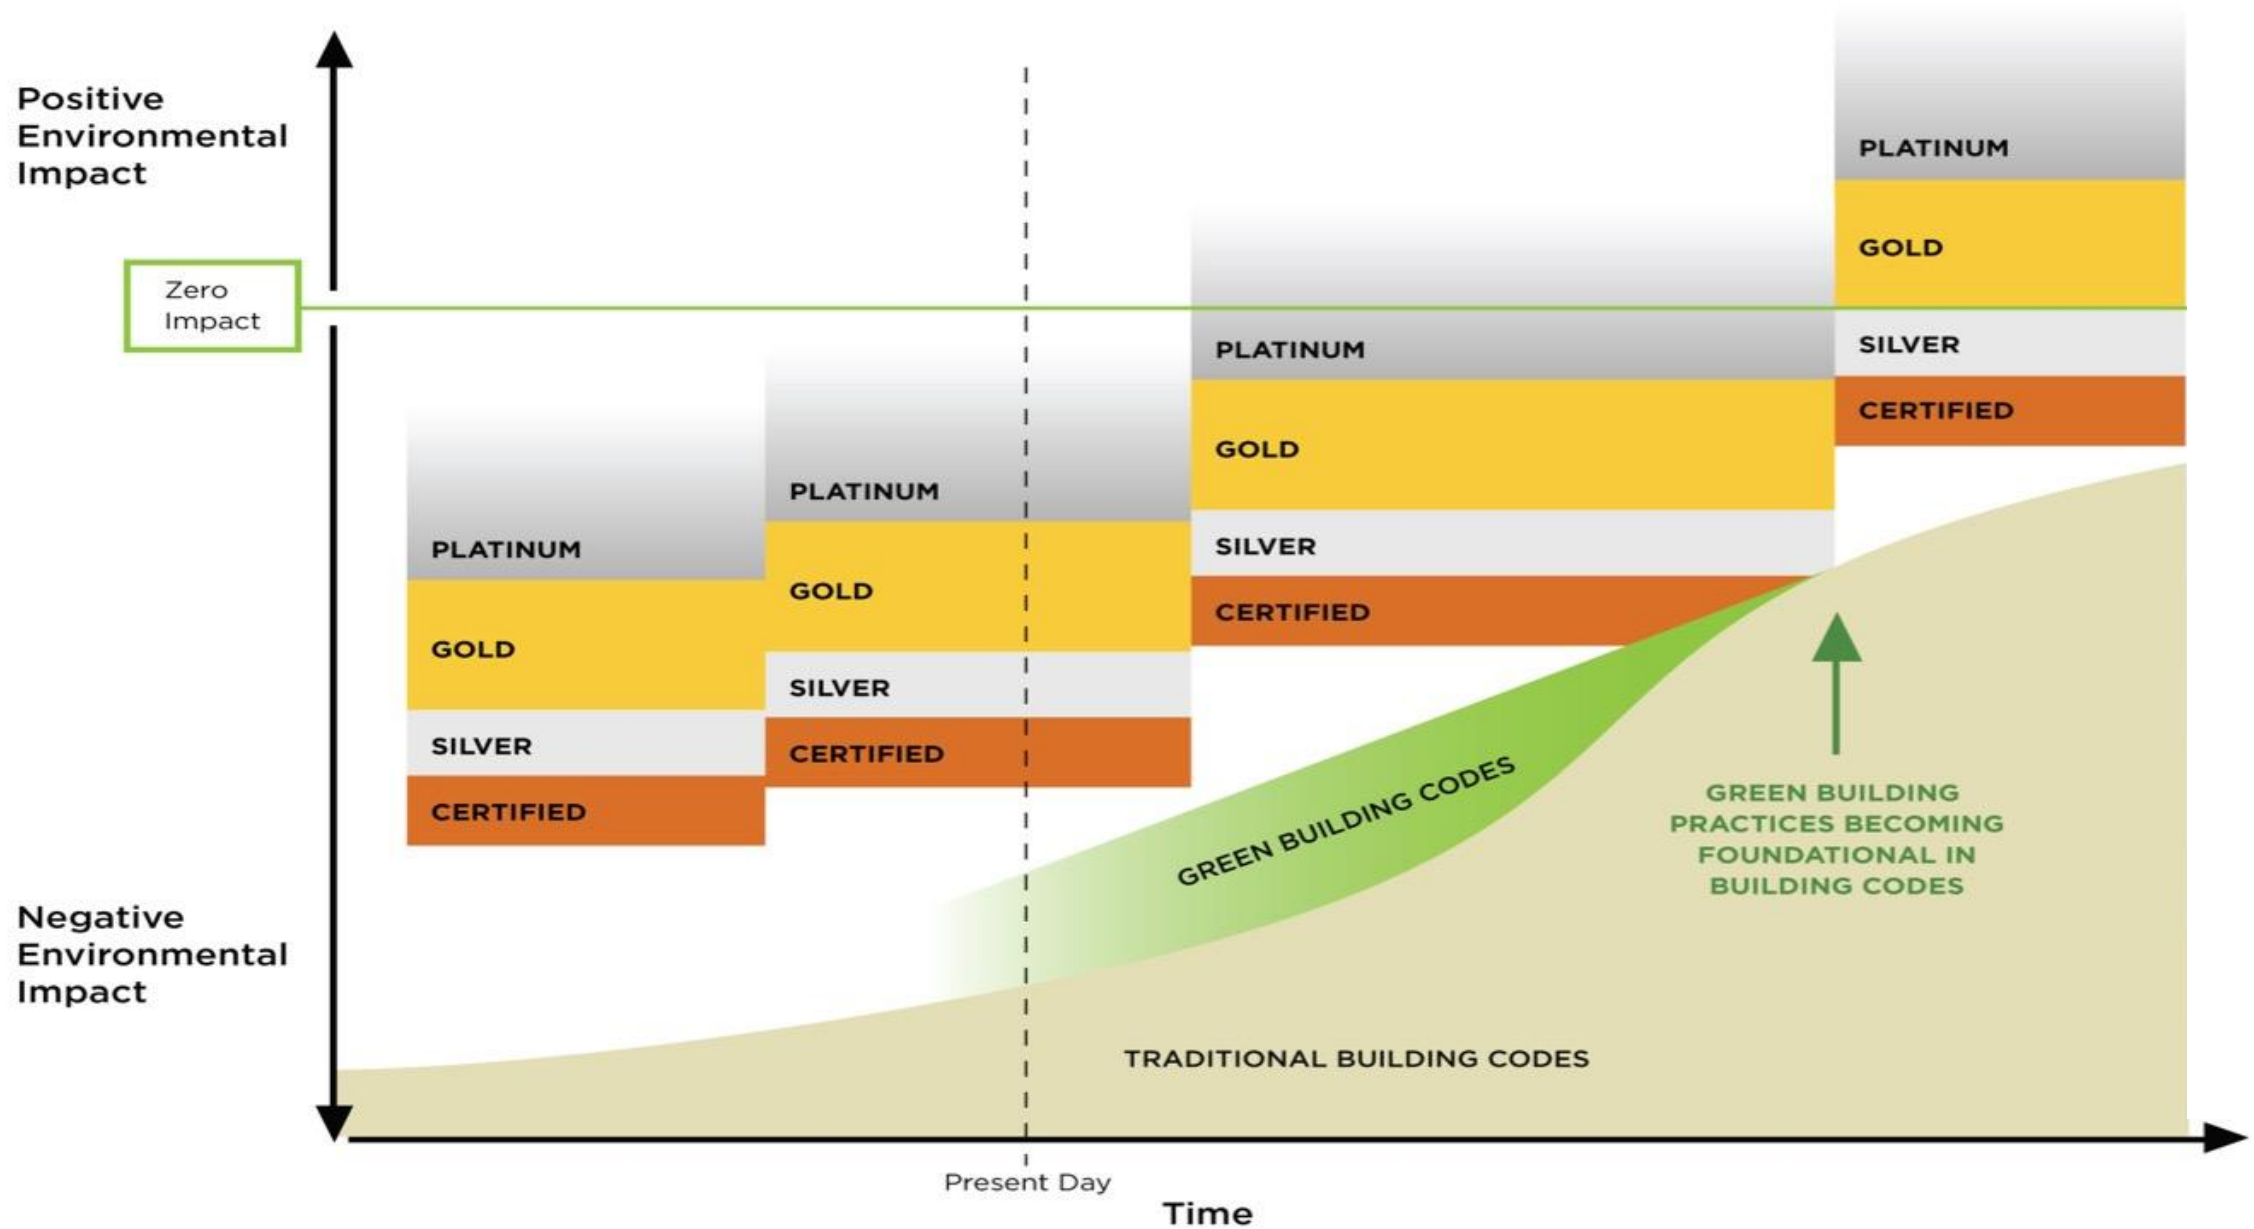 Positive
Environmental
Impact
Zero
Impact
Negative
Environmental
Impact
PLATINUM
GOLD
SILVER
CERTIFIED
PLATINUM
GOLD
SILVER
CERTIFIED
PLATINUM
GOLD
SILVER
CERTIFIED
PLATINUM
GOLD
SILVER
CERTIFIED
GREEN BUILDING CODES
GREEN BUILDING
PRACTICES BECOMING
FOUNDATIONAL IN
BUILDING CODES
TRADITIONAL BUILDING CODES
Present Day
Time